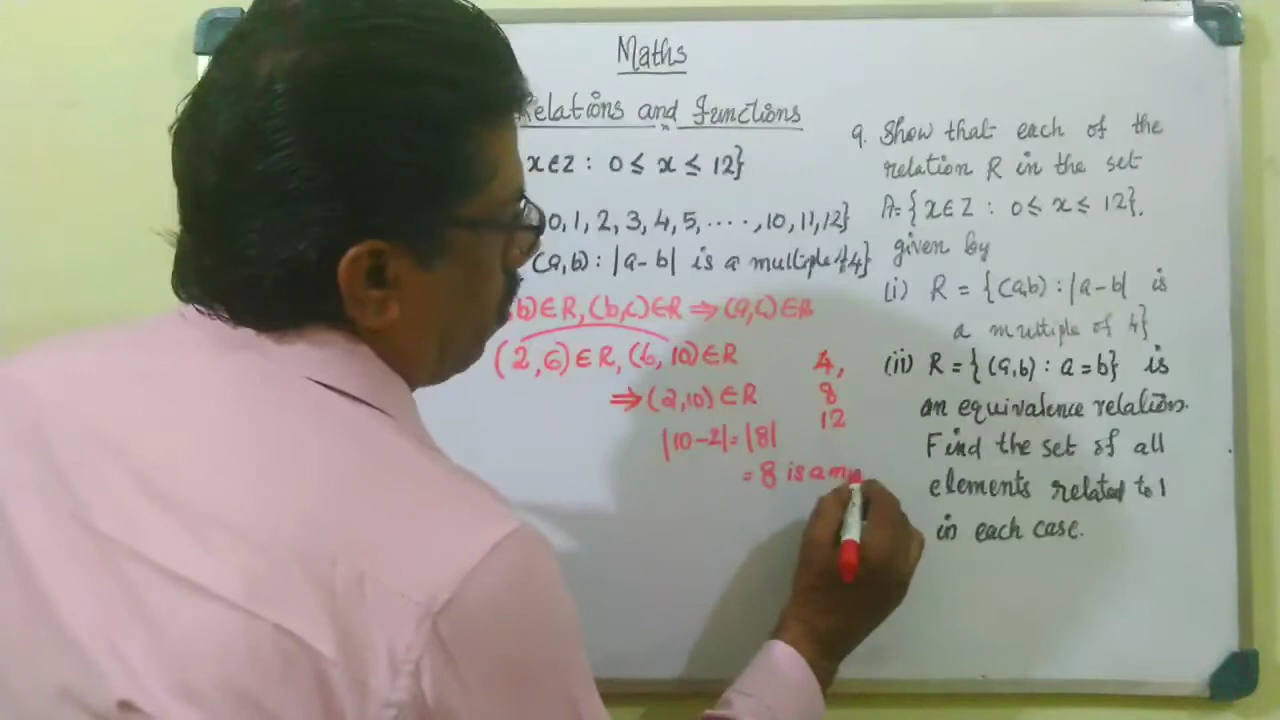 Maths
Relations and Functions
x∈Z : 0 ≤ x ≤ 12}
0, 1, 2, 3, 4, 5, ....., 10, 11, 12}
(a,b) : |a-b| is a multiple of 4}
b)∈R, (b,c)∈R ⇒ (a,c)∈R
(2,6)∈R, (6,10)∈R
⇒ (2,10)∈R
|10-2| = |8|
= 8 is a m
4,
8
12
9. Show that each of the
relation R in the set
A={x∈Z : 0≤ x ≤ 12}.
given by
(i) R = {(a,b) : |a-b| is
a multiple of 4}
(ii) R = {(a,b) : a = b} is
an equivalence relation.
Find the set of all
elements related to 1
in each case.